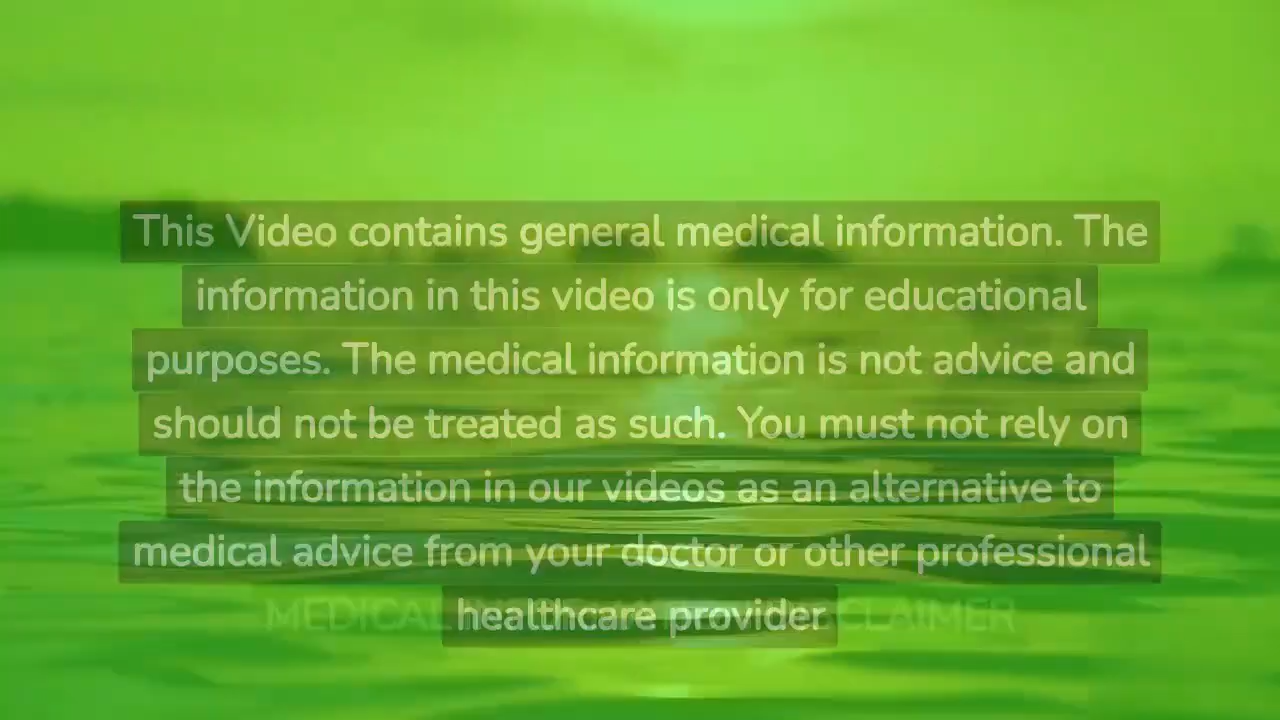 This Video contains general medical information. The
information in this video is only for educational
purposes. The medical information is not advice and
should not be treated as such. You must not rely on
the information in our videos as an alternative to
medical advice from your doctor or other professional
healthcare provider
MEDICAL